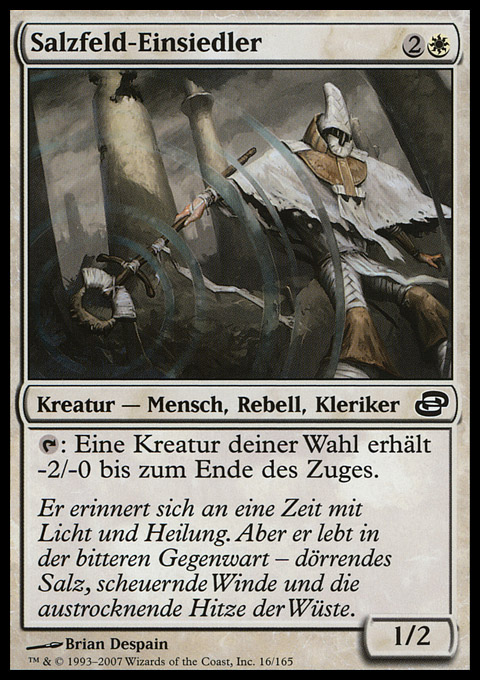 Salzfeld-Einsiedler 2
Kreatur — Mensch, Rebell, Kleriker
: Eine Kreatur deiner Wahl erhält
-2/-0 bis zum Ende des Zuges.
Er erinnert sich an eine Zeit mit
Licht und Heilung. Aber er lebt in
der bitteren Gegenwart – dörrendes
Salz, scheuernde Winde und die
austrocknende Hitze der Wüste.
Brian Despain
1/2
™ & © 1993–2007 Wizards of the Coast, Inc. 16/165